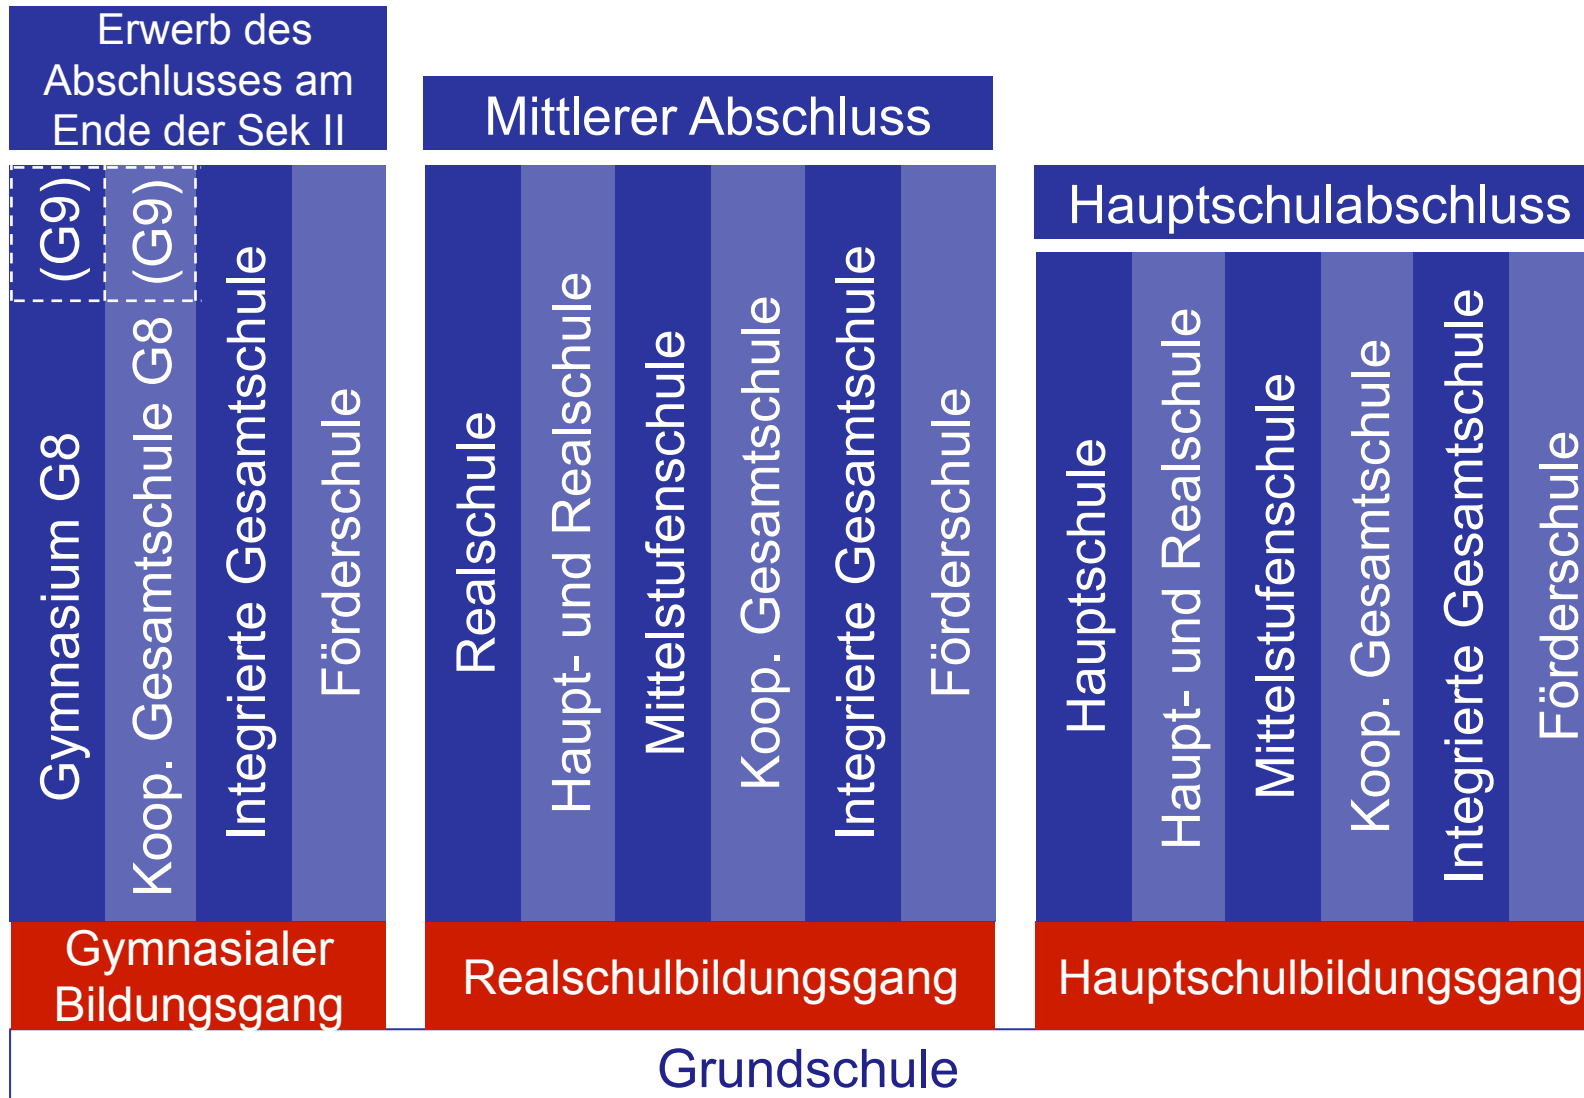 Erwerb des
Abschlusses am
Ende der Sek II
Mittlerer Abschluss
Hauptschulabschluss
Gymnasium G8 (G9)
Koop. Gesamtschule G8 (G9)
Integrierte Gesamtschule
Förderschule
Realschule
Haupt- und Realschule
Mittelstufenschule
Koop. Gesamtschule
Integrierte Gesamtschule
Förderschule
Hauptschule
Haupt- und Realschule
Mittelstufenschule
Koop. Gesamtschule
Integrierte Gesamtschule
Förderschule
Gymnasialer
Bildungsgang
Realschulbildungsgang
Hauptschulbildungsgang
Grundschule